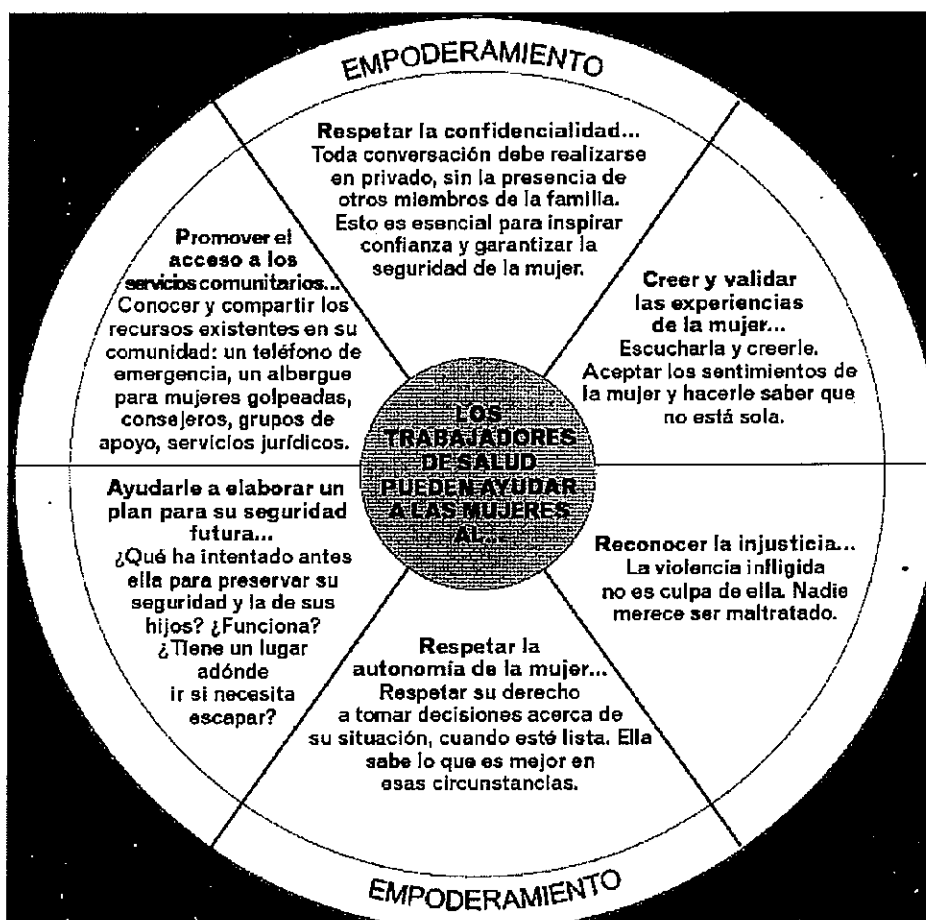 EMPODERAMIENTO
Respetar la confidencialidad...
Toda conversación debe realizarse
en privado, sin la presencia de
otros miembros de la familia.
Esto es esencial para inspirar
confianza y garantizar la
seguridad de la mujer.
Creer y validar
las experiencias
de la mujer...
Escucharla y creerle.
Aceptar los sentimientos de
la mujer y hacerle saber que
no está sola.
Reconocer la injusticia...
La violencia infligida
no es culpa de ella. Nadie
merece ser maltratado.
Respetar la
autonomía de la mujer...
Respetar su derecho
a tomar decisiones acerca de
su situación, cuando esté lista. Ella
sabe lo que es mejor en
esas circunstancias.
Ayudarle a elaborar un
plan para su seguridad
futura...
¿Qué ha intentado antes
ella para preservar su
seguridad y la de sus
hijos? ¿Funciona?
¿Tiene un lugar
adónde
ir si necesita
escapar?
Promover el
acceso a los
servicios comunitarios...
Conocer y compartir los
recursos existentes en su
comunidad: un teléfono de
emergencia, un albergue
para mujeres golpeadas,
consejeros, grupos de
apoyo, servicios jurídicos.
LOS
TRABAJADORES
DE SALUD
PUEDEN AYUDAR
A LAS MUJERES
AL...
EMPODERAMIENTO